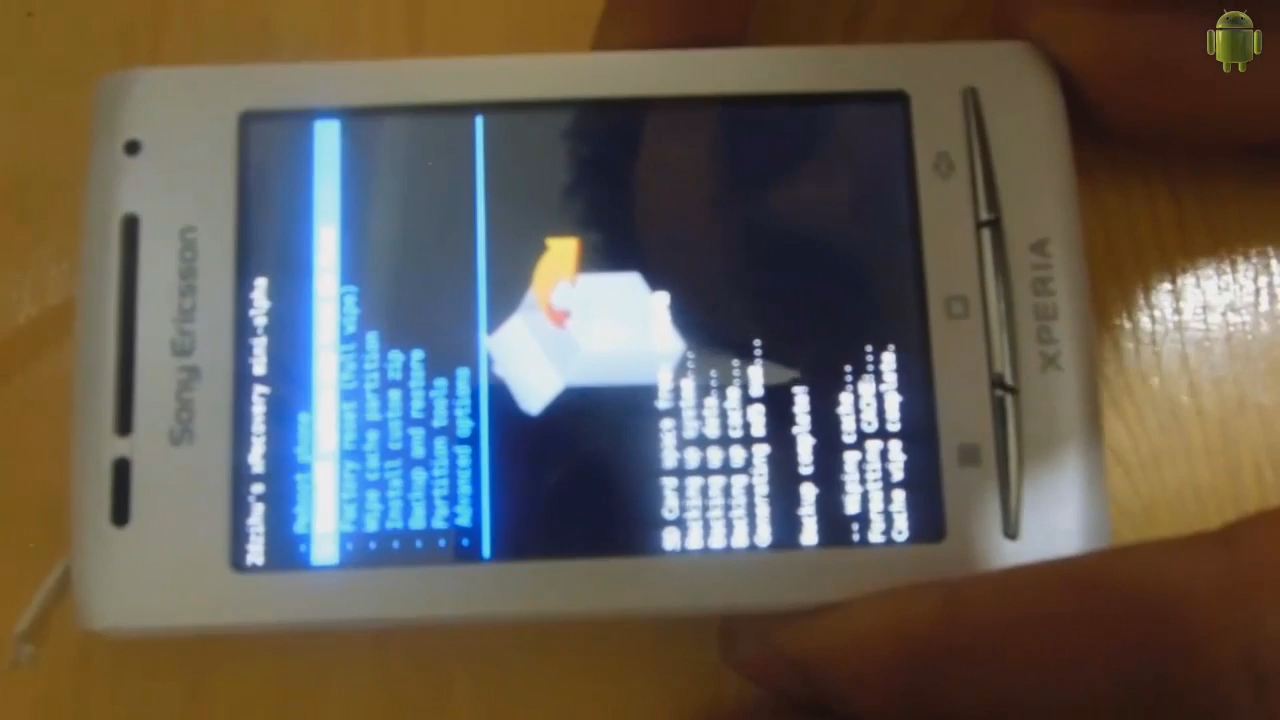 Sony Ericsson
xRecovery mini-alpha
- Reboot phone
- Factory reset (full wipe)
- Wipe cache partition
- Install custom zip
- Backup and restore
- Partition tools
- Advanced options
SD Card space free
Backing up system...
Backing up data...
Backing up cache...
Generating md5 sum...
Backup complete!
-- Wiping cache...
Formatting CACHE:...
Cache wipe complete.
XPERIA